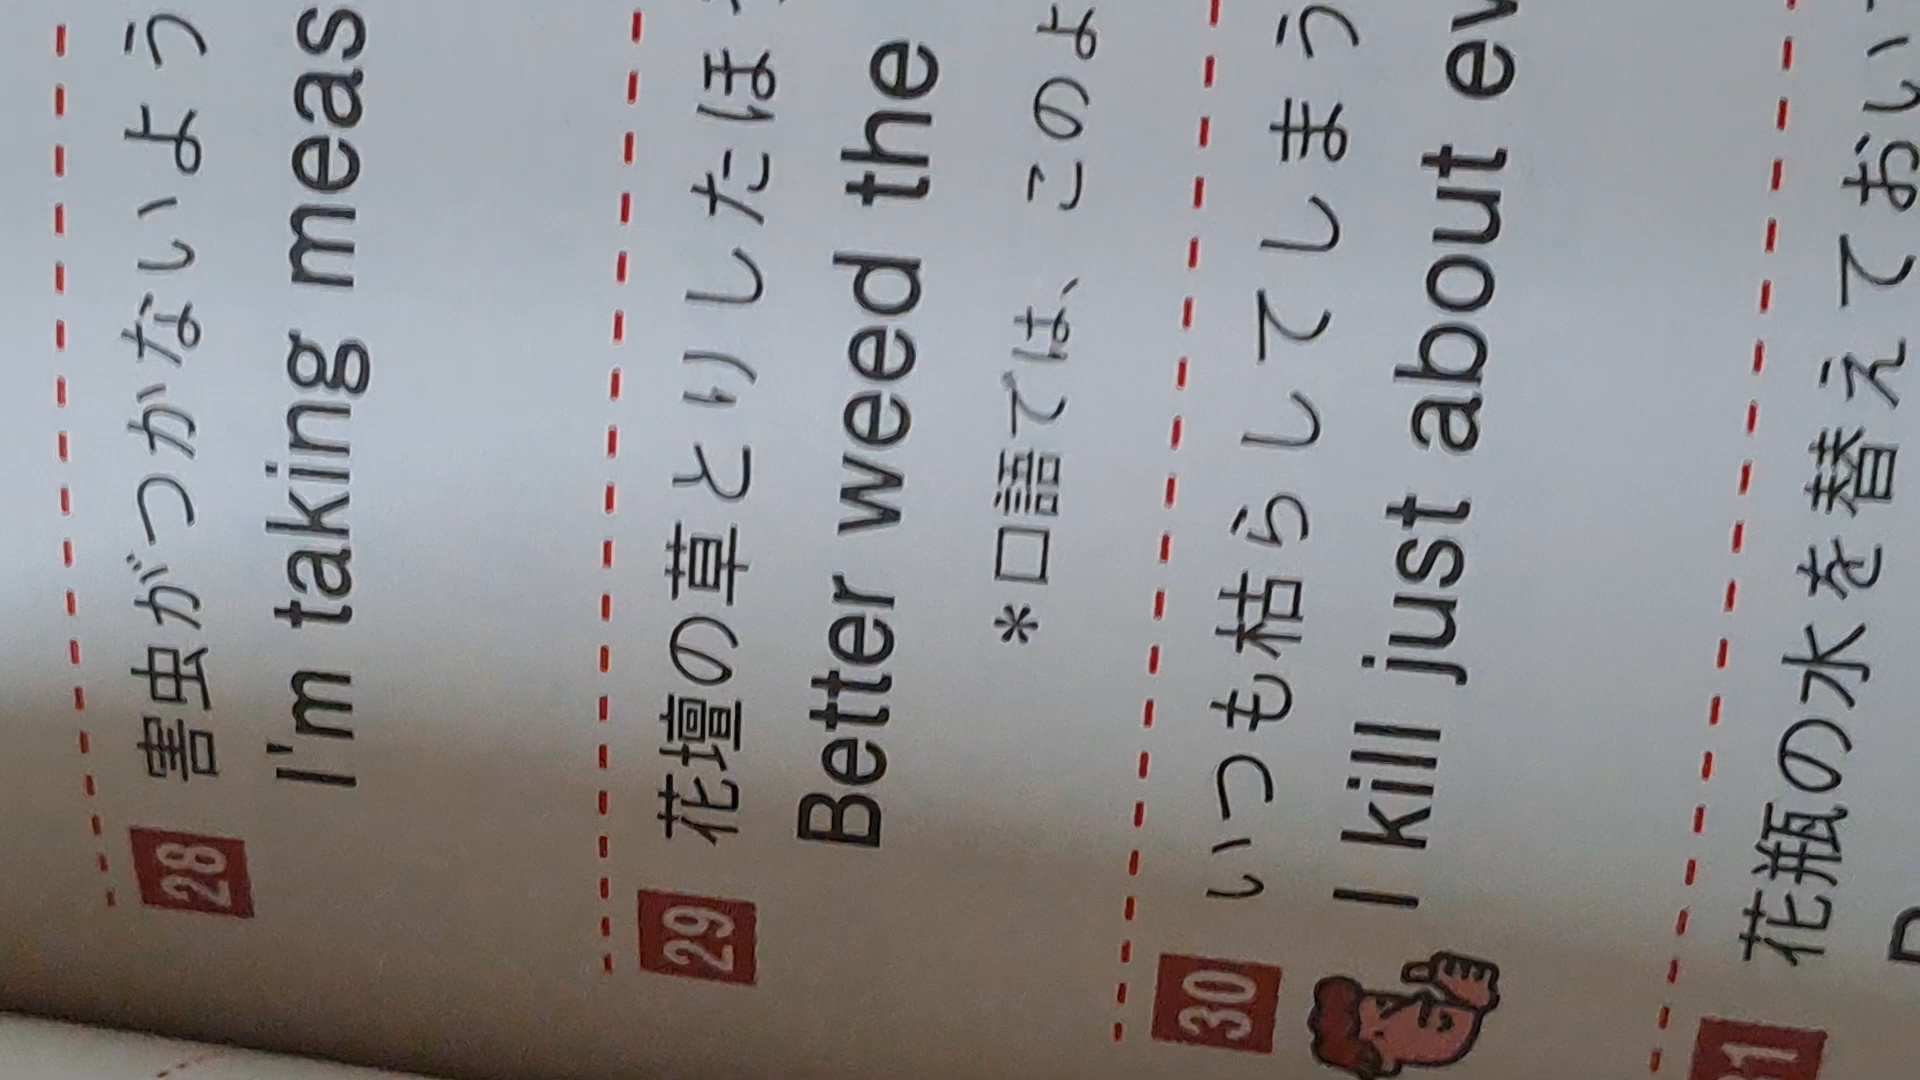 28 害虫がつかないよう
I'm taking meas
29 花壇の草とりしたほ
Better weed the
*口語では、このよ
30 いつも枯らしてしまう
I kill just about ev
31 花瓶の水を替えておい